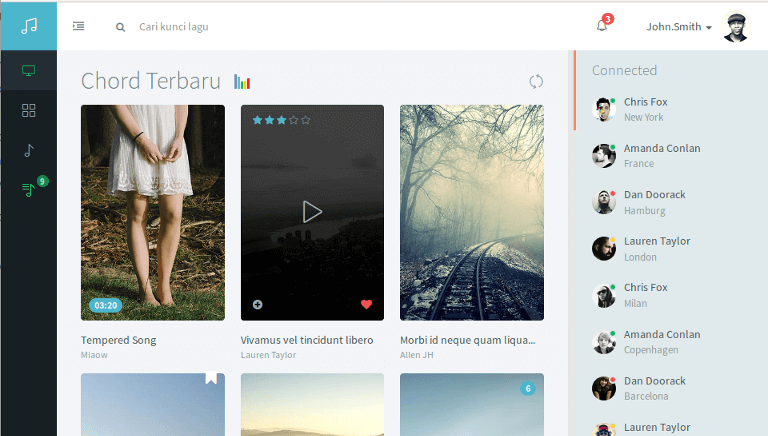 Cari kunci lagu
3
John.Smith
9
Chord Terbaru
03:20
Tempered Song
Miaow
Vivamus vel tincidunt libero
Lauren Taylor
Morbi id neque quam liqua...
Allen JH
6
Connected
Chris Fox
New York
Amanda Conlan
France
Dan Doorack
Hamburg
Lauren Taylor
London
Chris Fox
Milan
Amanda Conlan
Copenhagen
Dan Doorack
Barcelona
Lauren Taylor